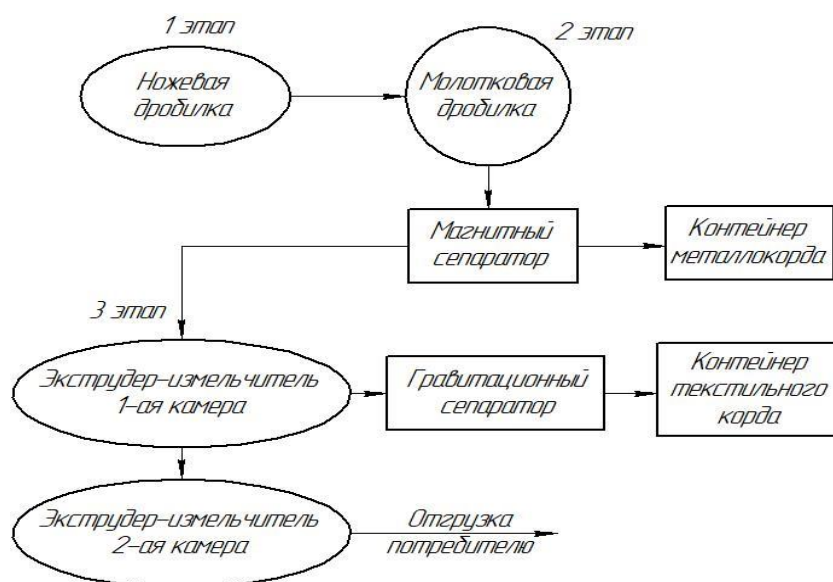 1 этап
2 этап
Ножевая
дробилка
Молотковая
дробилка
Магнитный
сепаратор
Контейнер
металлокорда
3 этап
Экструдер-измельчитель
1-ая камера
Гравитационный
сепаратор
Контейнер
текстильного
корда
Экструдер-измельчитель
2-ая камера
Отгрузка
потребителю